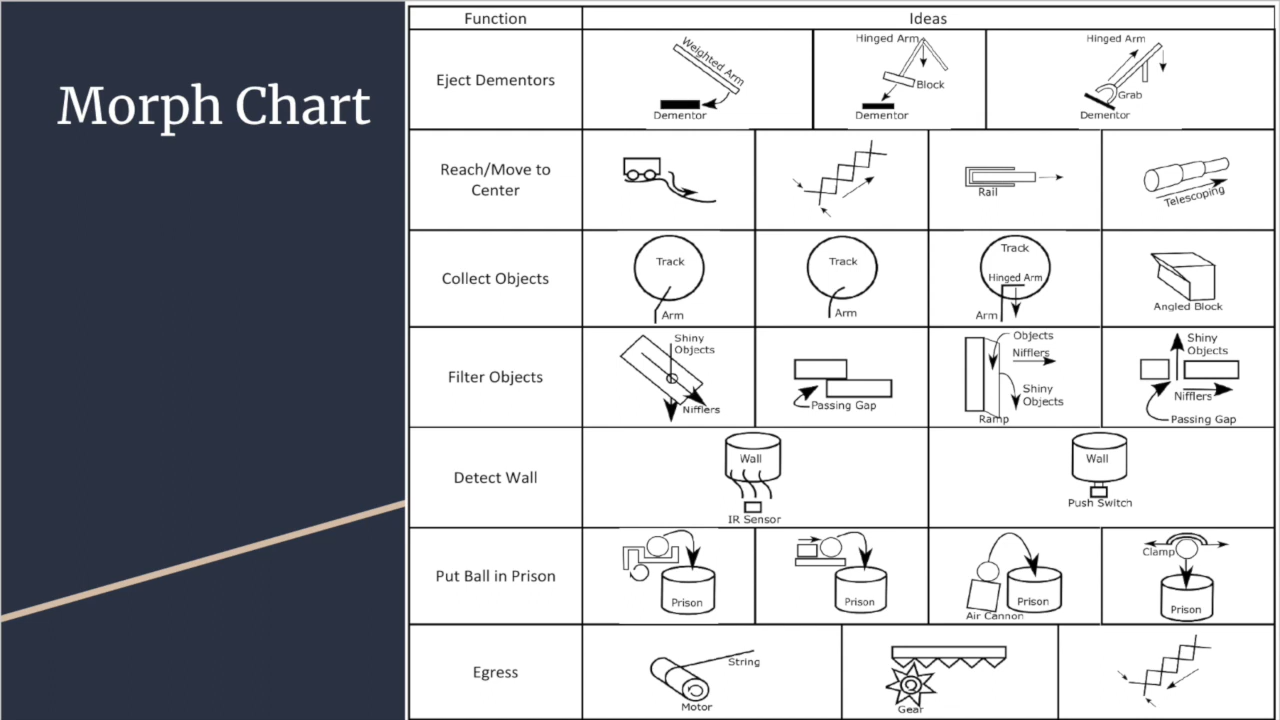 Morph Chart
Function
Ideas
Eject Dementors
Weighted Arm
Dementor
Hinged Arm
Block
Dementor
Hinged Arm
Grab
Dementor
Reach/Move to
Center
Rail
Telescoping
Collect Objects
Track
Arm
Track
Arm
Track
Hinged Arm
Arm
Angled Block
Filter Objects
Shiny
Objects
Nifflers
Passing Gap
Objects
Nifflers
Shiny
Objects
Ramp
Shiny
Objects
Nifflers
Passing Gap
Detect Wall
Wall
IR Sensor
Wall
Push Switch
Put Ball in Prison
Prison
Prison
Prison
Air Cannon
Clamp
Prison
Egress
String
Motor
Gear